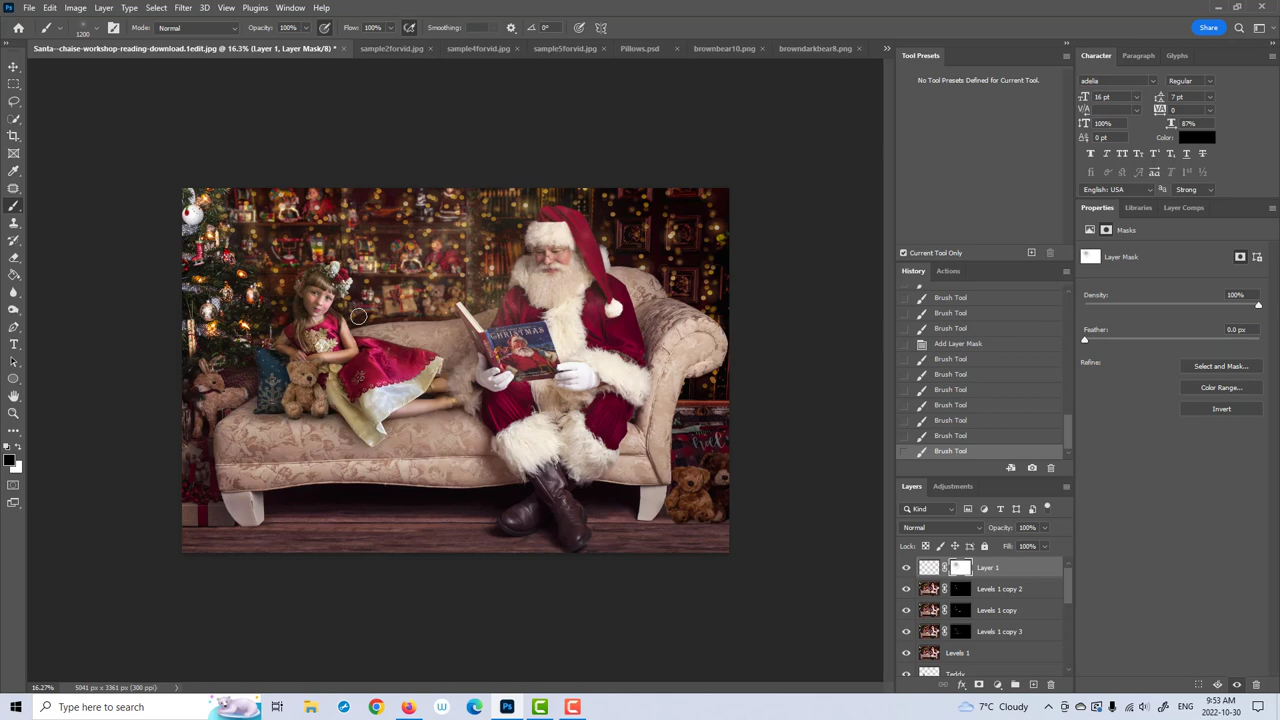 File Edit Image Layer Type Select Filter 3D View Plugins Window Help
1200 Mode: Normal Opacity: 100% Flow: 100% Smoothing: 0° Share
Santa--chaise-workshop-reading-download.1edit.jpg @ 16.3% (Layer 1, Layer Mask/8) * × sample2forvid.jpg × sample4forvid.jpg × sample5forvid.jpg × Pillows.psd × brownbear10.png × browndarkbear8.png ×
Tool Presets
No Tool Presets Defined for Current Tool.
Current Tool Only
History Actions
Brush Tool
Brush Tool
Brush Tool
Add Layer Mask
Brush Tool
Brush Tool
Brush Tool
Brush Tool
Brush Tool
Brush Tool
Brush Tool
Layers Adjustments
Kind
Normal Opacity: 100%
Lock: Fill: 100%
Layer 1
Levels 1 copy 2
Levels 1 copy
Levels 1 copy 3
Levels 1
Teddy
Character Paragraph Glyphs
adelia Regular
16 pt 7 pt
0
100% 87%
0 pt Color:
English: USA Strong
Properties Libraries Layer Comps
Masks
Layer Mask
Density: 100%
Feather: 0.0 px
Refine: Select and Mask...
Color Range...
Invert
CHRISTMAS
noel
16.27% 5041 px x 3361 px (300 ppi)
Type here to search
7°C Cloudy ENG 9:53 AM
2022-10-30